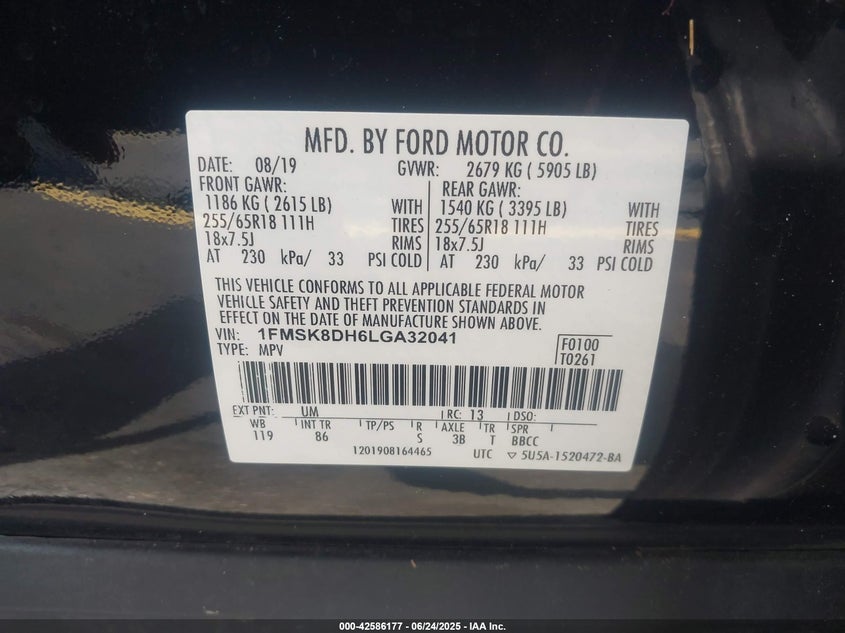 MFD. BY FORD MOTOR CO.
DATE: 08/19 GVWR: 2679 KG ( 5905 LB)
FRONT GAWR: REAR GAWR:
1186 KG ( 2615 LB) WITH 1540 KG ( 3395 LB) WITH
255/65R18 111H TIRES 255/65R18 111H TIRES
18x7.5J RIMS 18x7.5J RIMS
AT 230 kPa/ 33 PSI COLD AT 230 kPa/ 33 PSI COLD
THIS VEHICLE CONFORMS TO ALL APPLICABLE FEDERAL MOTOR
VEHICLE SAFETY AND THEFT PREVENTION STANDARDS IN
EFFECT ON THE DATE OF MANUFACTURE SHOWN ABOVE.
VIN: 1FMSK8DH6LGA32041 F0100
TYPE: MPV T0261
EXT PNT: UM RC: 13 DSO:
WB INT TR TP/PS R AXLE TR SPR
119 86 S 3B T BBCC
1201908164465 UTC ▽ 5U5A-1520472-BA
000-42586177 - 06/24/2025 - IAA Inc.